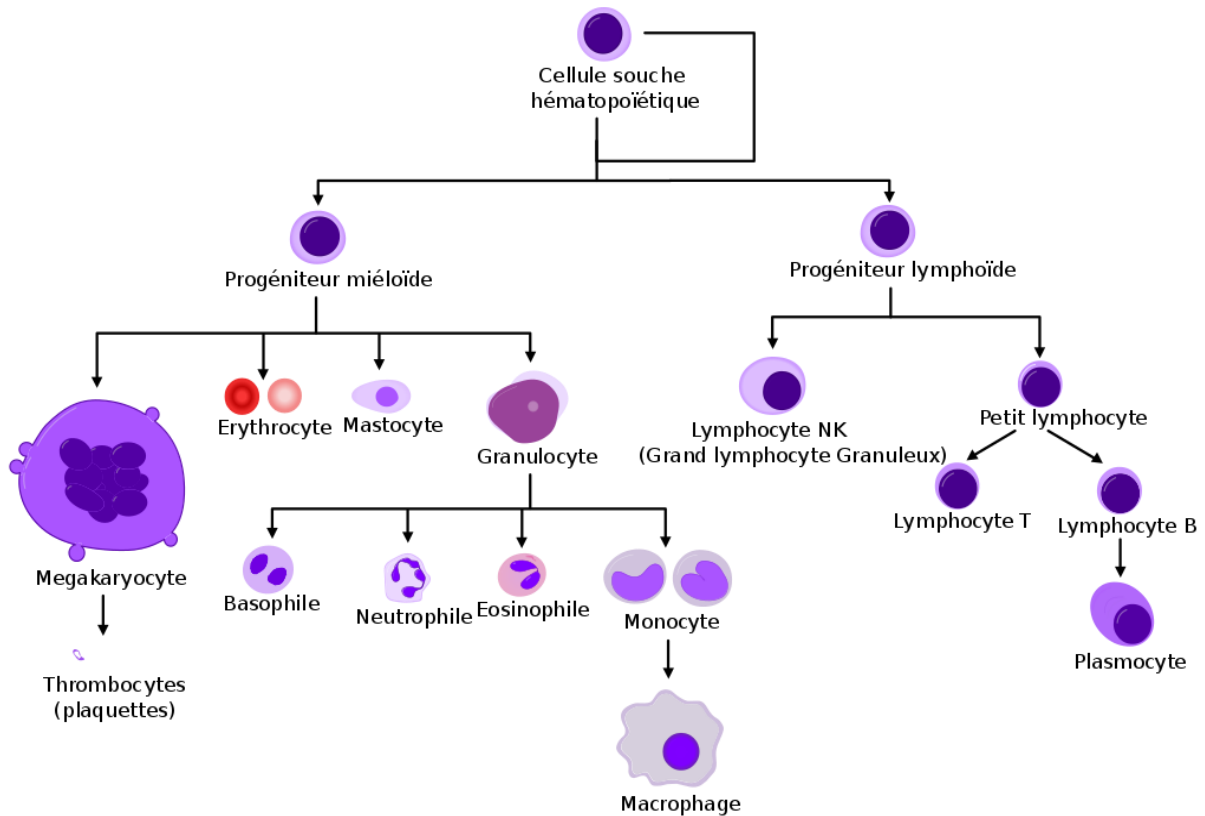 Cellule souche
hématopoïétique
Progéniteur miéloïde
Progéniteur lymphoïde
Erythrocyte
Mastocyte
Granulocyte
Lymphocyte NK
(Grand lymphocyte Granuleux)
Petit lymphocyte
Lymphocyte T
Lymphocyte B
Megakaryocyte
Basophile
Neutrophile
Eosinophile
Monocyte
Plasmocyte
Thrombocytes
(plaquettes)
Macrophage